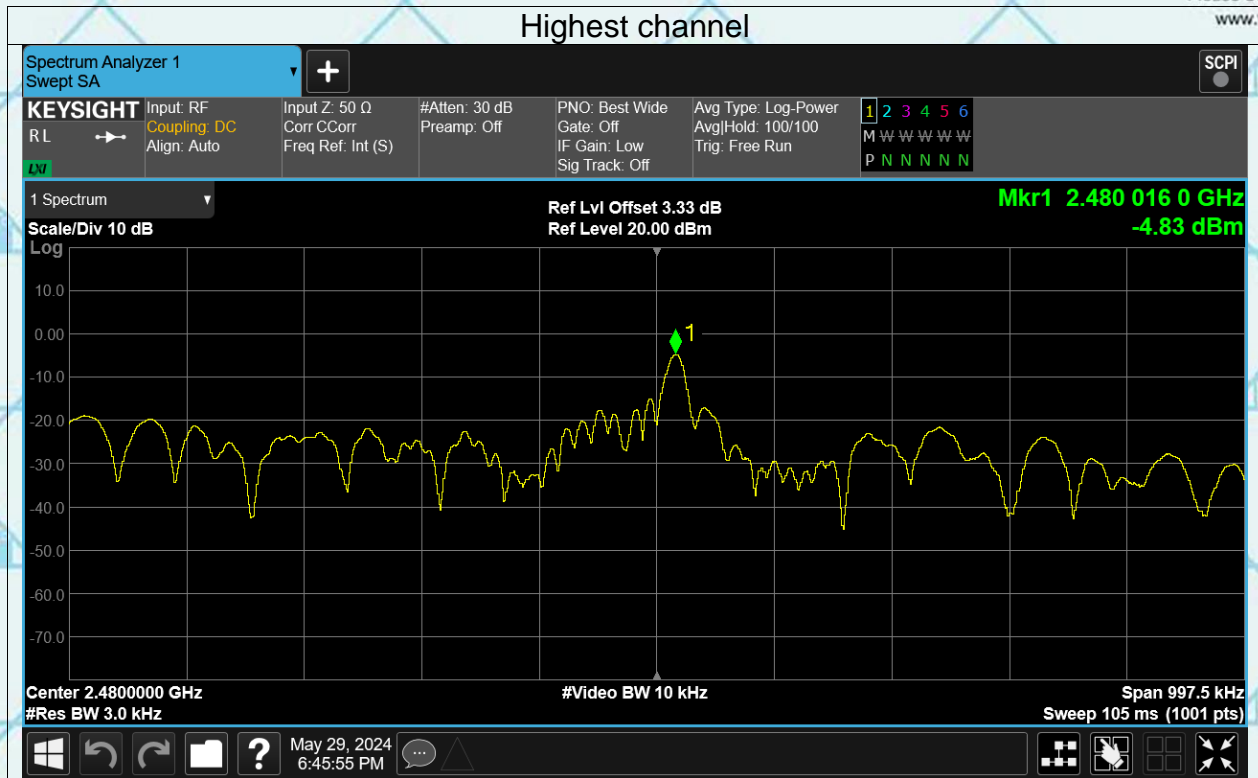 www.
Highest channel
Spectrum Analyzer 1
Swept SA
SCPI
KEYSIGHT
R L
LXI
Input: RF
Coupling: DC
Align: Auto
Input Z: 50 Ω
Corr CCorr
Freq Ref: Int (S)
#Atten: 30 dB
Preamp: Off
PNO: Best Wide
Gate: Off
IF Gain: Low
Sig Track: Off
Avg Type: Log-Power
Avg|Hold: 100/100
Trig: Free Run
1 2 3 4 5 6
M W W W W W
P N N N N N
1 Spectrum
Scale/Div 10 dB
Ref Lvl Offset 3.33 dB
Ref Level 20.00 dBm
Mkr1 2.480 016 0 GHz
-4.83 dBm
Log
10.0
0.00
-10.0
-20.0
-30.0
-40.0
-50.0
-60.0
-70.0
1
Center 2.4800000 GHz
#Res BW 3.0 kHz
#Video BW 10 kHz
Span 997.5 kHz
Sweep 105 ms (1001 pts)
May 29, 2024
6:45:55 PM